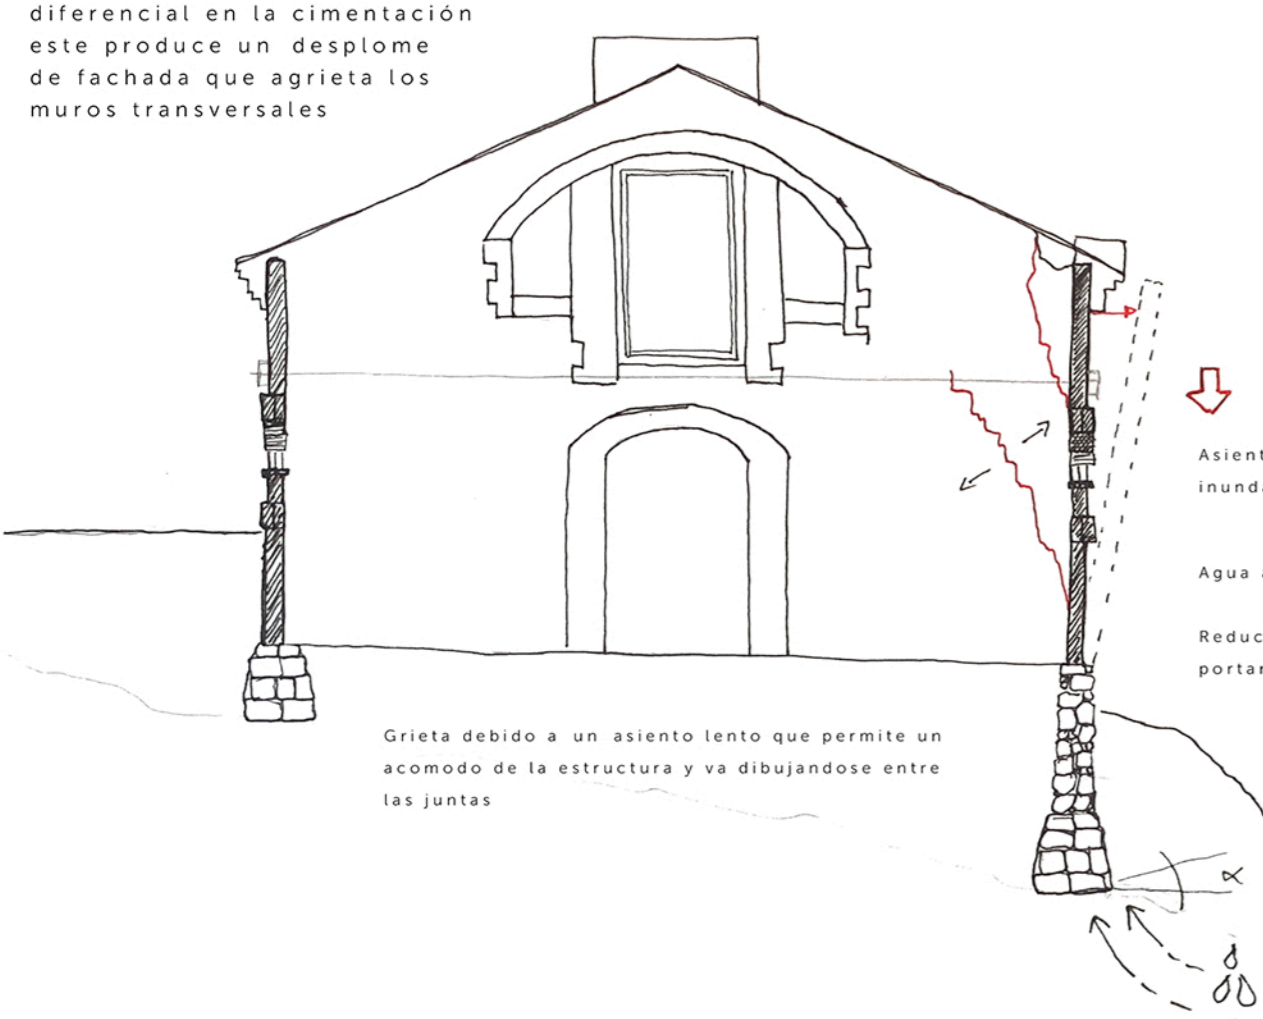 diferencial en la cimentación
este produce un desplome
de fachada que agrieta los
muros transversales
Agua
Grieta debido a un asiento lento que permite un
acomodo de la estructura y va dibujandose entre
las juntas
α